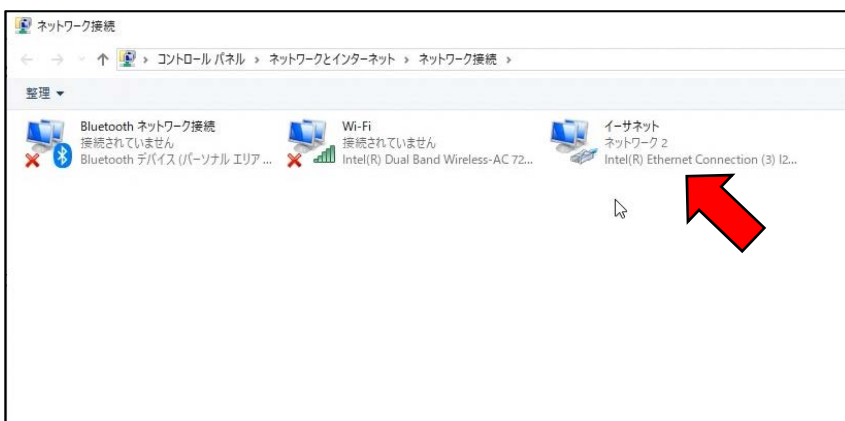 ネットワーク接続
コントロール パネル › ネットワークとインターネット › ネットワーク接続 ›
整理
Bluetooth ネットワーク接続
接続されていません
Bluetooth デバイス (パーソナル エリア ...
Wi-Fi
接続されていません
Intel(R) Dual Band Wireless-AC 72...
イーサネット
ネットワーク 2
Intel(R) Ethernet Connection (3) I2...